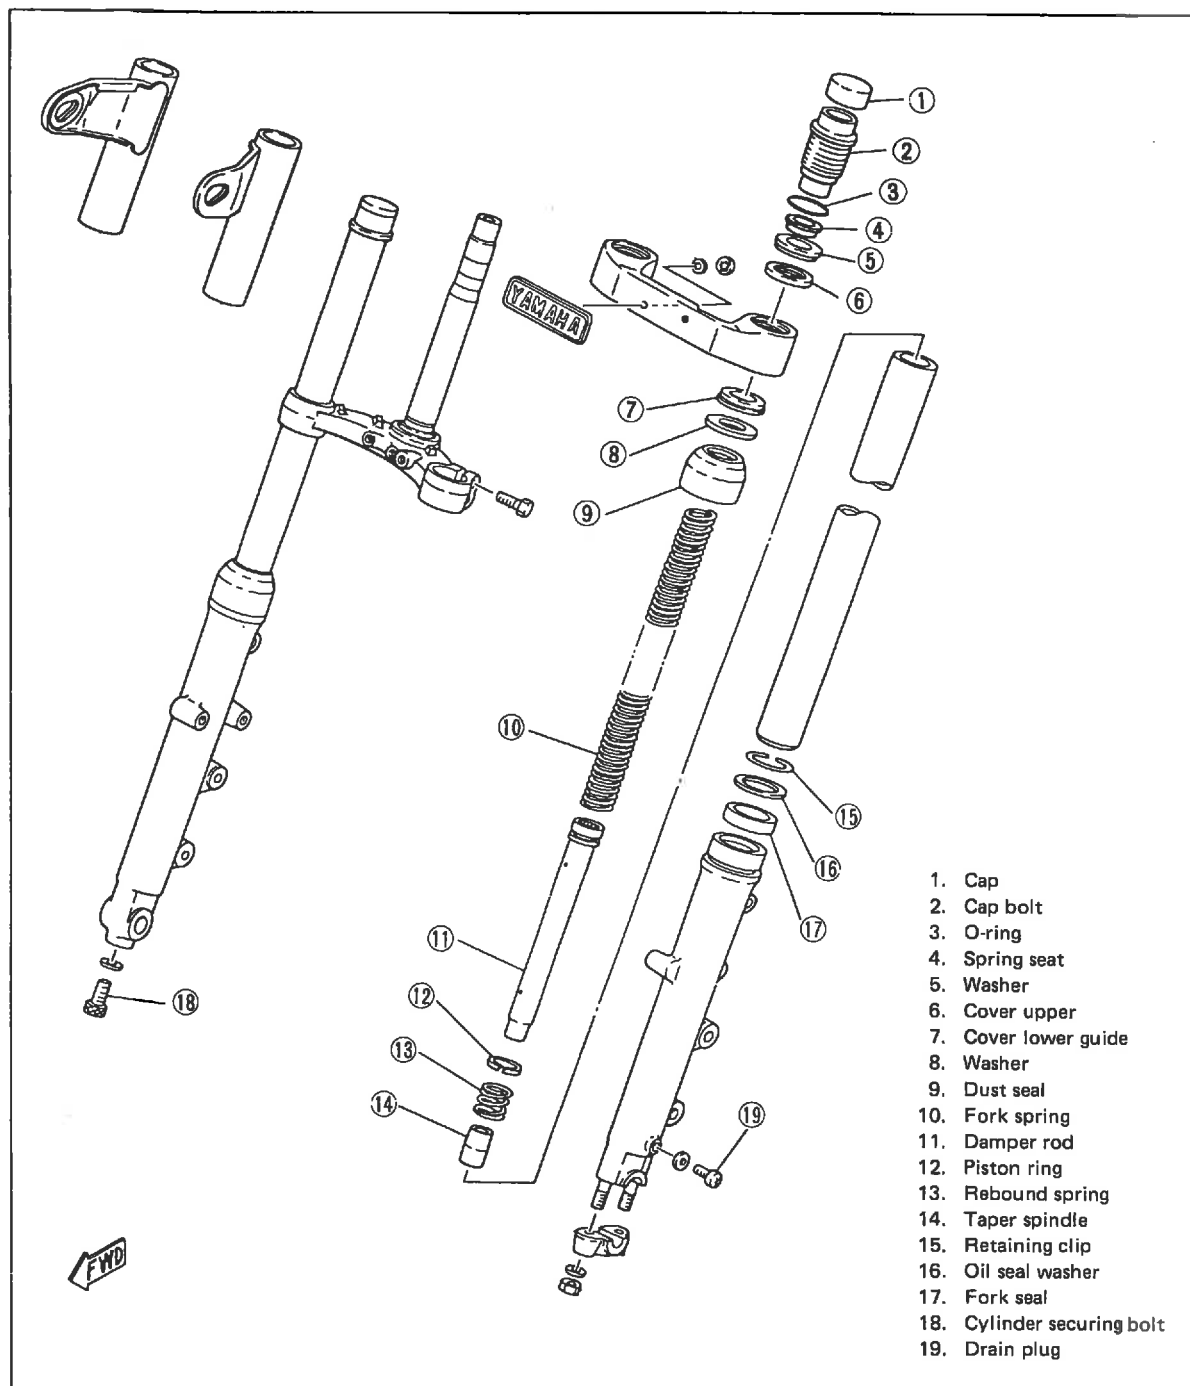 1
2
3
4
5
6
YAMAHA
7
8
9
10
15
16
17
11
18
12
13
14
19
FWD
1. Cap
2. Cap bolt
3. O-ring
4. Spring seat
5. Washer
6. Cover upper
7. Cover lower guide
8. Washer
9. Dust seal
10. Fork spring
11. Damper rod
12. Piston ring
13. Rebound spring
14. Taper spindle
15. Retaining clip
16. Oil seal washer
17. Fork seal
18. Cylinder securing bolt
19. Drain plug